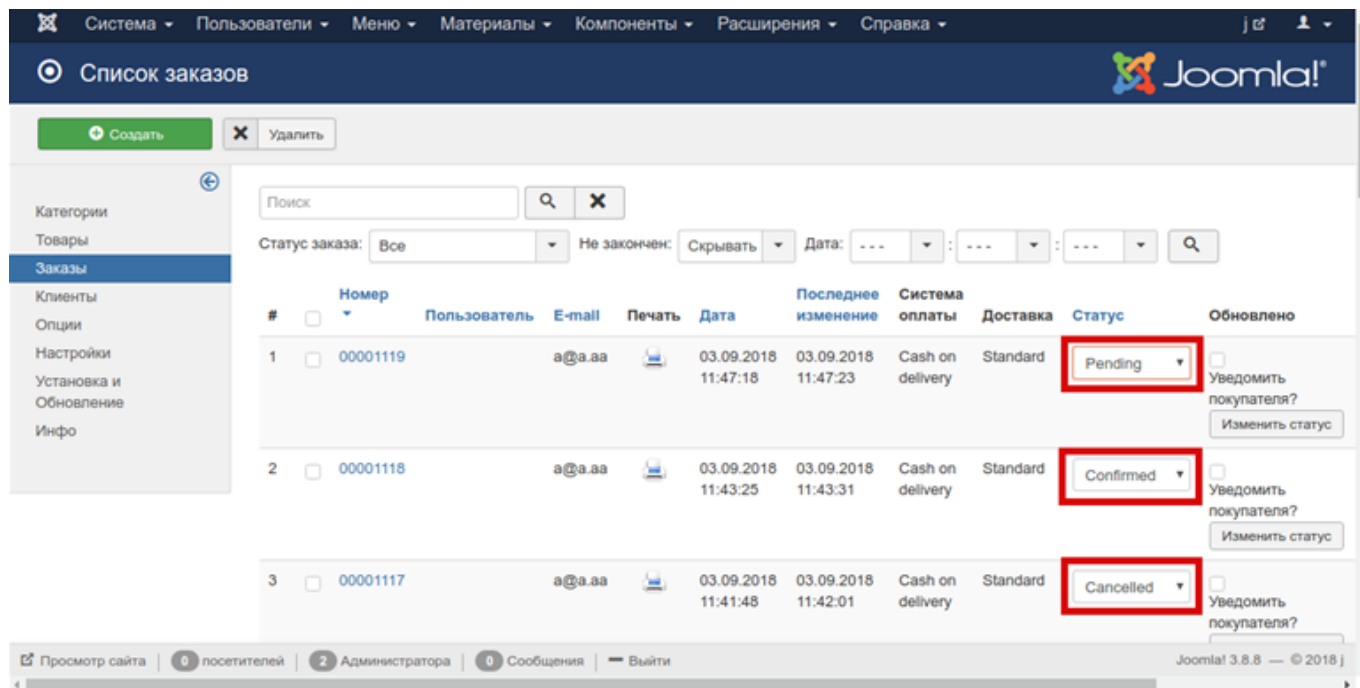 Система Пользователи Меню Материалы Компоненты Расширения Справка j
Список заказов Joomla!®
Создать Удалить
Категории
Товары
Заказы
Клиенты
Опции
Настройки
Установка и
Обновление
Инфо
Поиск
Статус заказа: Все Не закончен: Скрывать Дата: - - - : - - - : - - -
# Номер Пользователь E-mail Печать Дата Последнее изменение Система оплаты Доставка Статус Обновлено
1 00001119 a@a.aa 03.09.2018 03.09.2018 Cash on Standard Pending
11:47:18 11:47:23 delivery Уведомить
покупателя?
Изменить статус
2 00001118 a@a.aa 03.09.2018 03.09.2018 Cash on Standard Confirmed
11:43:25 11:43:31 delivery Уведомить
покупателя?
Изменить статус
3 00001117 a@a.aa 03.09.2018 03.09.2018 Cash on Standard Cancelled
11:41:48 11:42:01 delivery Уведомить
покупателя?
Просмотр сайта | 0 посетителей | 2 Администратора | 0 Сообщения | Выйти Joomla! 3.8.8 — © 2018 j